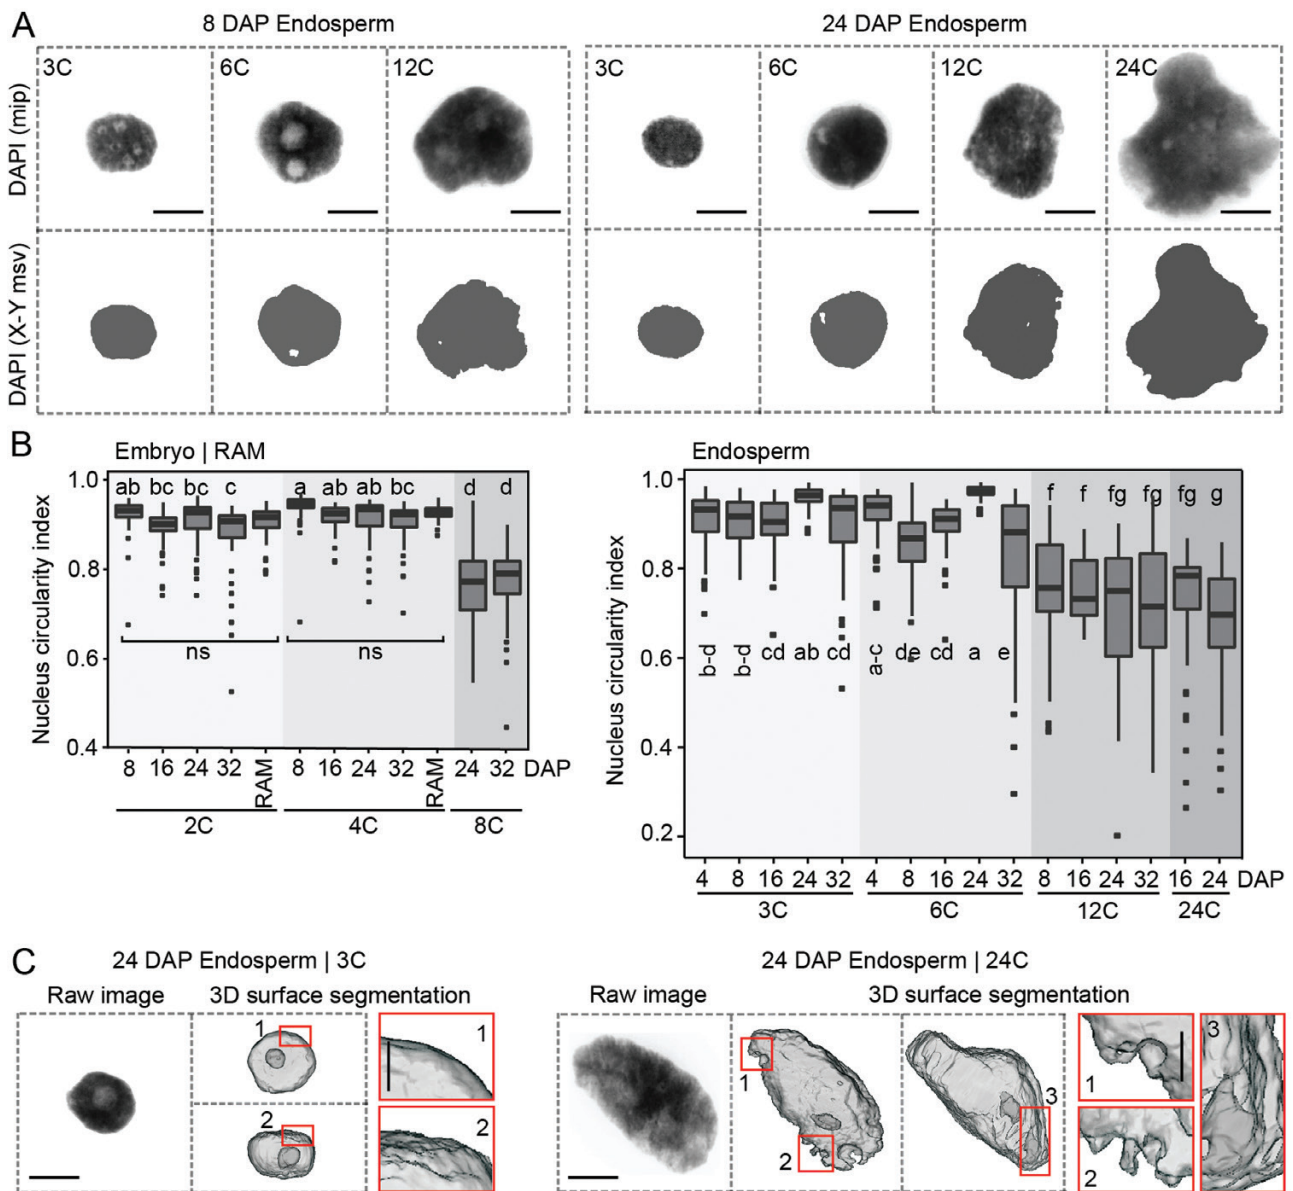 A
8 DAP Endosperm
24 DAP Endosperm
DAPI (mip)
3C 6C 12C
3C 6C 12C 24C
DAPI (X-Y msv)
B
Embryo | RAM
Nucleus circularity index
1.0
0.8
0.6
0.4
ab bc bc c a ab ab bc d d
ns ns
8 16 24 32 RAM 8 16 24 32 RAM 24 32 DAP
2C 4C 8C
Endosperm
Nucleus circularity index
1.0
0.8
0.6
0.4
0.2
f f fg fg fg g
b-d b-d cd ab cd a-c de cd a e
4 8 16 24 32 4 8 16 24 32 8 16 24 32 16 24 DAP
3C 6C 12C 24C
C
24 DAP Endosperm | 3C
Raw image 3D surface segmentation
1 1
2 2
24 DAP Endosperm | 24C
Raw image 3D surface segmentation
1 2 3
1 2 3